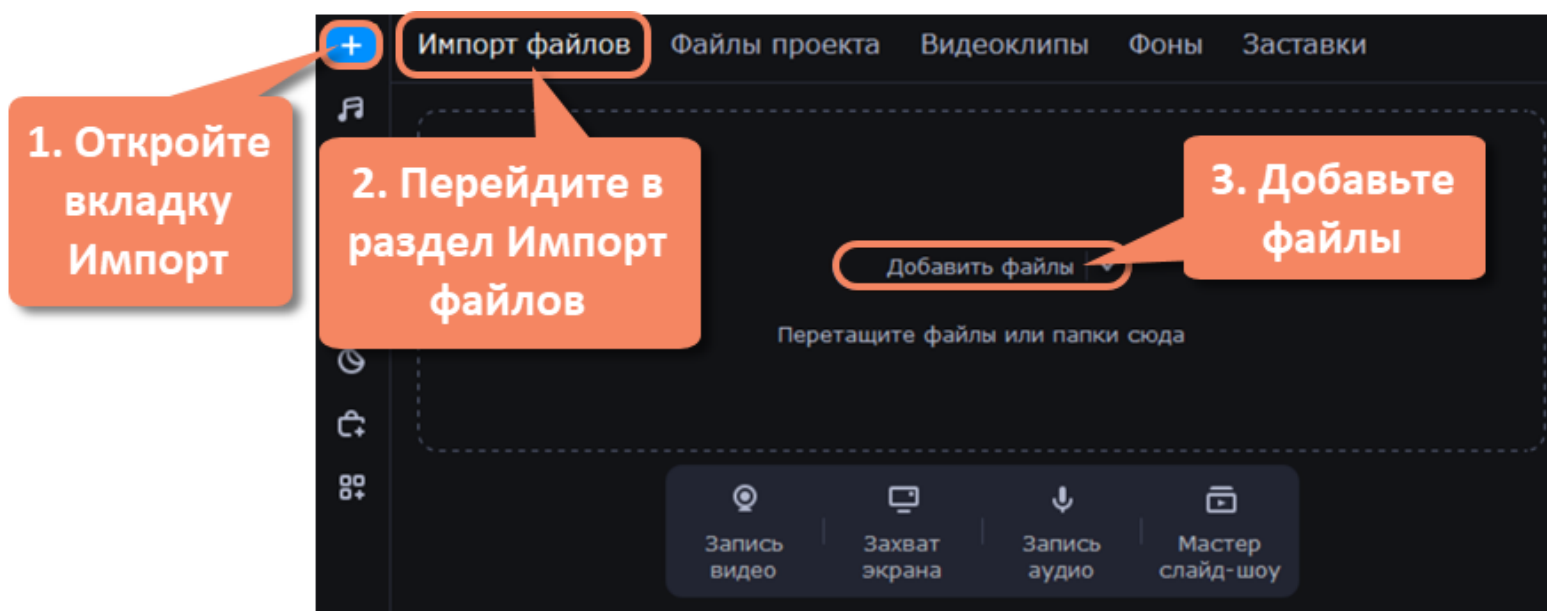 Импорт файлов Файлы проекта Видеоклипы Фоны Заставки
1. Откройте
вкладку
Импорт
2. Перейдите в
раздел Импорт
файлов
3. Добавьте
файлы
Добавить файлы
Перетащите файлы или папки сюда
Запись
видео
Захват
экрана
Запись
аудио
Мастер
слайд-шоу